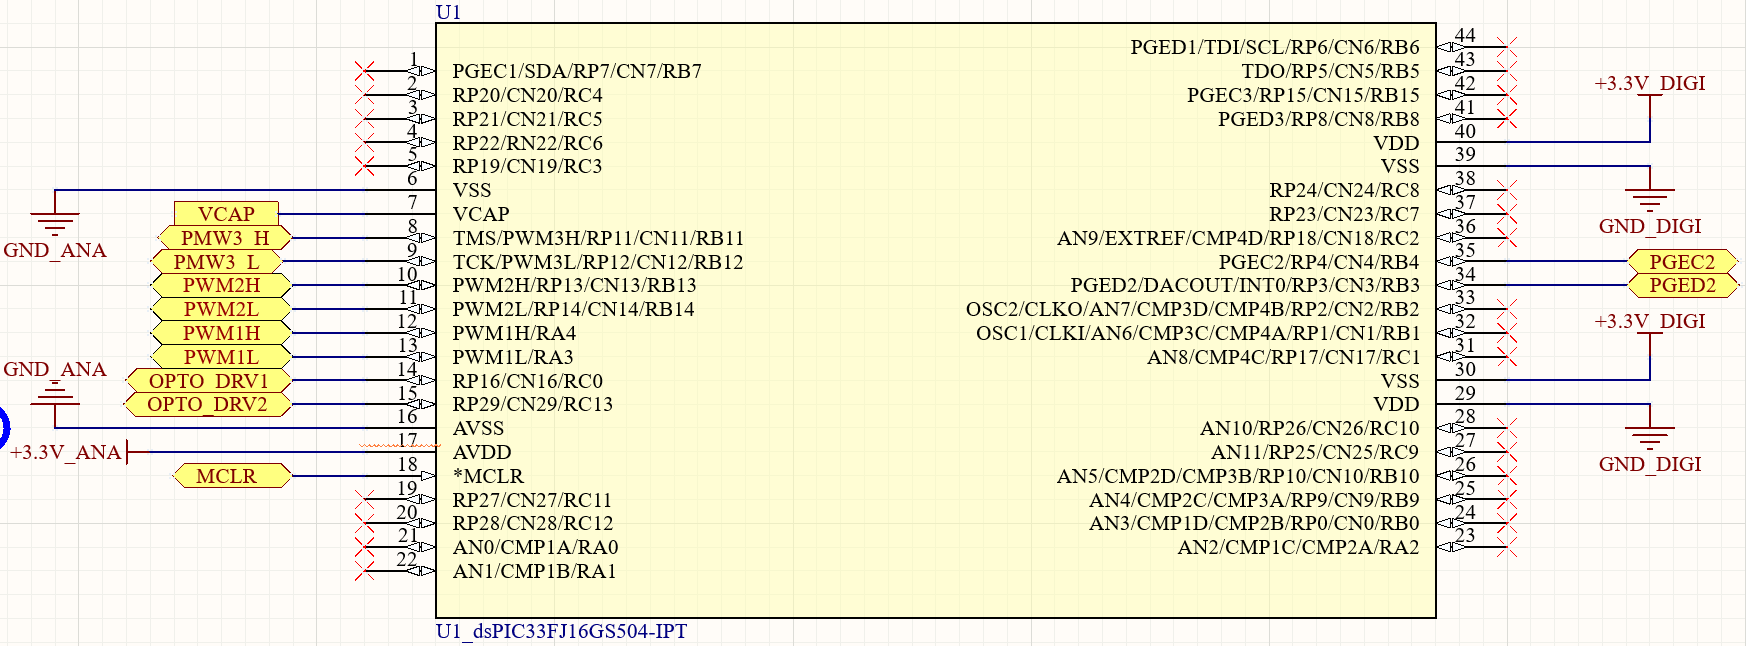 U1
1 PGEC1/SDA/RP7/CN7/RB7
2 RP20/CN20/RC4
3 RP21/CN21/RC5
4 RP22/RN22/RC6
5 RP19/CN19/RC3
6 VSS
GND_ANA
VCAP 7 VCAP
PMW3_H 8 TMS/PWM3H/RP11/CN11/RB11
PMW3_L 9 TCK/PWM3L/RP12/CN12/RB12
PWM2H 10 PWM2H/RP13/CN13/RB13
PWM2L 11 PWM2L/RP14/CN14/RB14
PWM1H 12 PWM1H/RA4
PWM1L 13 PWM1L/RA3
OPTO_DRV1 14 RP16/CN16/RC0
OPTO_DRV2 15 RP29/CN29/RC13
GND_ANA
16 AVSS
+3.3V_ANA 17 AVDD
MCLR 18 *MCLR
19 RP27/CN27/RC11
20 RP28/CN28/RC12
21 AN0/CMP1A/RA0
22 AN1/CMP1B/RA1
PGED1/TDI/SCL/RP6/CN6/RB6 44
TDO/RP5/CN5/RB5 43
PGEC3/RP15/CN15/RB15 42
PGED3/RP8/CN8/RB8 41
+3.3V_DIGI
VDD 40
VSS 39
GND_DIGI
RP24/CN24/RC8 38
RP23/CN23/RC7 37
AN9/EXTREF/CMP4D/RP18/CN18/RC2 36
PGEC2/RP4/CN4/RB4 35 PGEC2
PGED2/DACOUT/INT0/RP3/CN3/RB3 34 PGED2
OSC2/CLKO/AN7/CMP3D/CMP4B/RP2/CN2/RB2 33
OSC1/CLKI/AN6/CMP3C/CMP4A/RP1/CN1/RB1 32
AN8/CMP4C/RP17/CN17/RC1 31
+3.3V_DIGI
VSS 30
VDD 29
GND_DIGI
AN10/RP26/CN26/RC10 28
AN11/RP25/CN25/RC9 27
AN5/CMP2D/CMP3B/RP10/CN10/RB10 26
AN4/CMP2C/CMP3A/RP9/CN9/RB9 25
AN3/CMP1D/CMP2B/RP0/CN0/RB0 24
AN2/CMP1C/CMP2A/RA2 23
U1_dsPIC33FJ16GS504-IPT